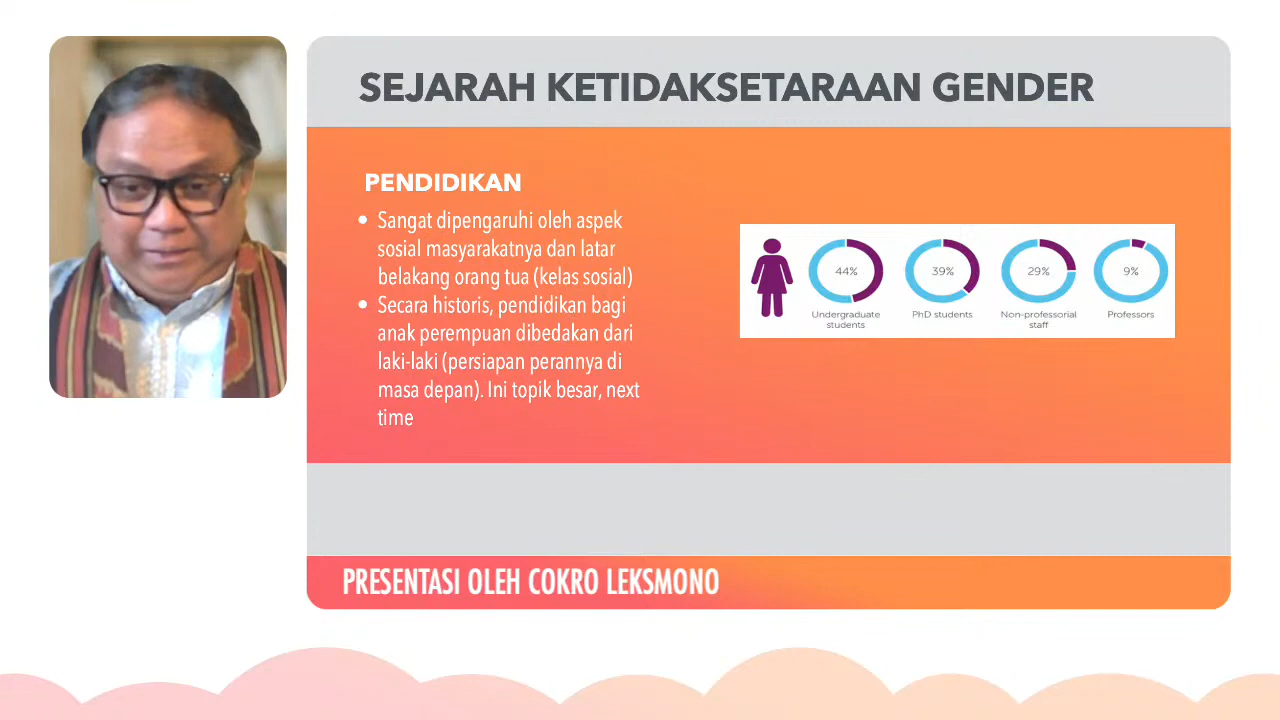 SEJARAH KETIDAKSETARAAN GENDER
PENDIDIKAN
• Sangat dipengaruhi oleh aspek
sosial masyarakatnya dan latar
belakang orang tua (kelas sosial)
• Secara historis, pendidikan bagi
anak perempuan dibedakan dari
laki-laki (persiapan perannya di
masa depan). Ini topik besar, next
time
44%
39%
29%
9%
Undergraduate
students
PhD students
Non-professorial
staff
Professors
PRESENTASI OLEH COKRO LEKSMONO